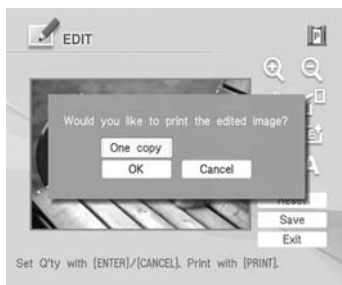 EDIT
P
Would you like to print the edited image?
One copy
OK
Cancel
A
Reset
Save
Exit
Set Q'ty with [ENTER]/[CANCEL]. Print with [PRINT].